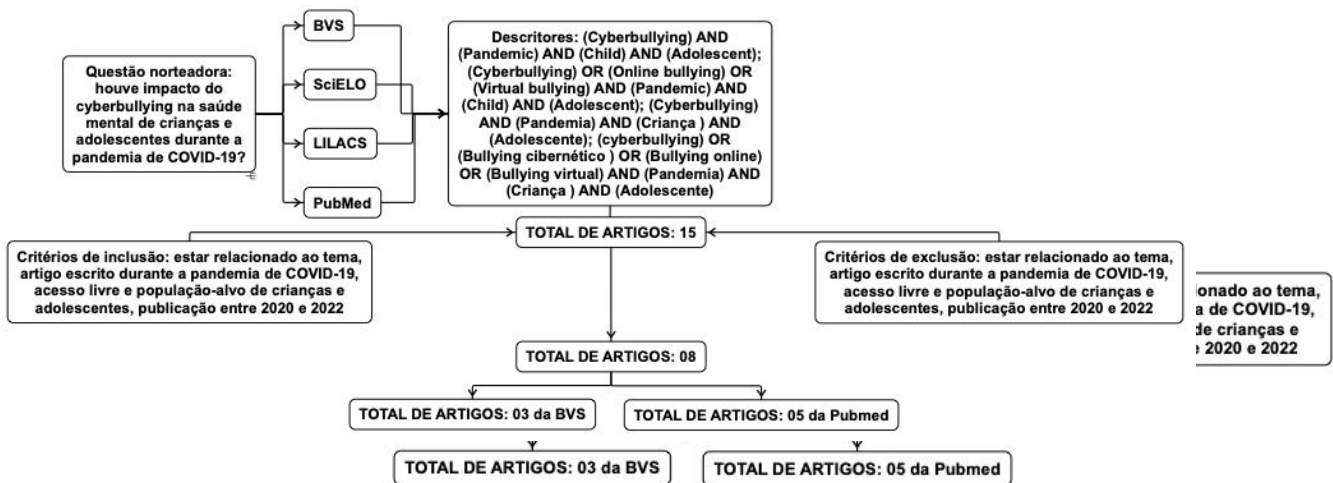 Questão norteadora:
houve impacto do
cyberbullying na saúde
mental de crianças e
adolescentes durante a
pandemia de COVID-19?
BVS
SciELO
LILACS
PubMed
Descritores: (Cyberbullying) AND
(Pandemic) AND (Child) AND (Adolescent);
(Cyberbullying) OR (Online bullying) OR
(Virtual bullying) AND (Pandemic) AND
(Child) AND (Adolescent); (Cyberbullying)
AND (Pandemia) AND (Criança ) AND
(Adolescente); (cyberbullying) OR
(Bullying cibernético ) OR (Bullying online)
OR (Bullying virtual) AND (Pandemia) AND
(Criança ) AND (Adolescente)
TOTAL DE ARTIGOS: 15
Critérios de inclusão: estar relacionado ao tema,
artigo escrito durante a pandemia de COVID-19,
acesso livre e população-alvo de crianças e
adolescentes, publicação entre 2020 e 2022
Critérios de exclusão: estar relacionado ao tema,
artigo escrito durante a pandemia de COVID-19,
acesso livre e população-alvo de crianças e
adolescentes, publicação entre 2020 e 2022
ionado ao tema,
a de COVID-19,
de crianças e
e 2020 e 2022
TOTAL DE ARTIGOS: 08
TOTAL DE ARTIGOS: 03 da BVS
TOTAL DE ARTIGOS: 05 da Pubmed
TOTAL DE ARTIGOS: 03 da BVS
TOTAL DE ARTIGOS: 05 da Pubmed